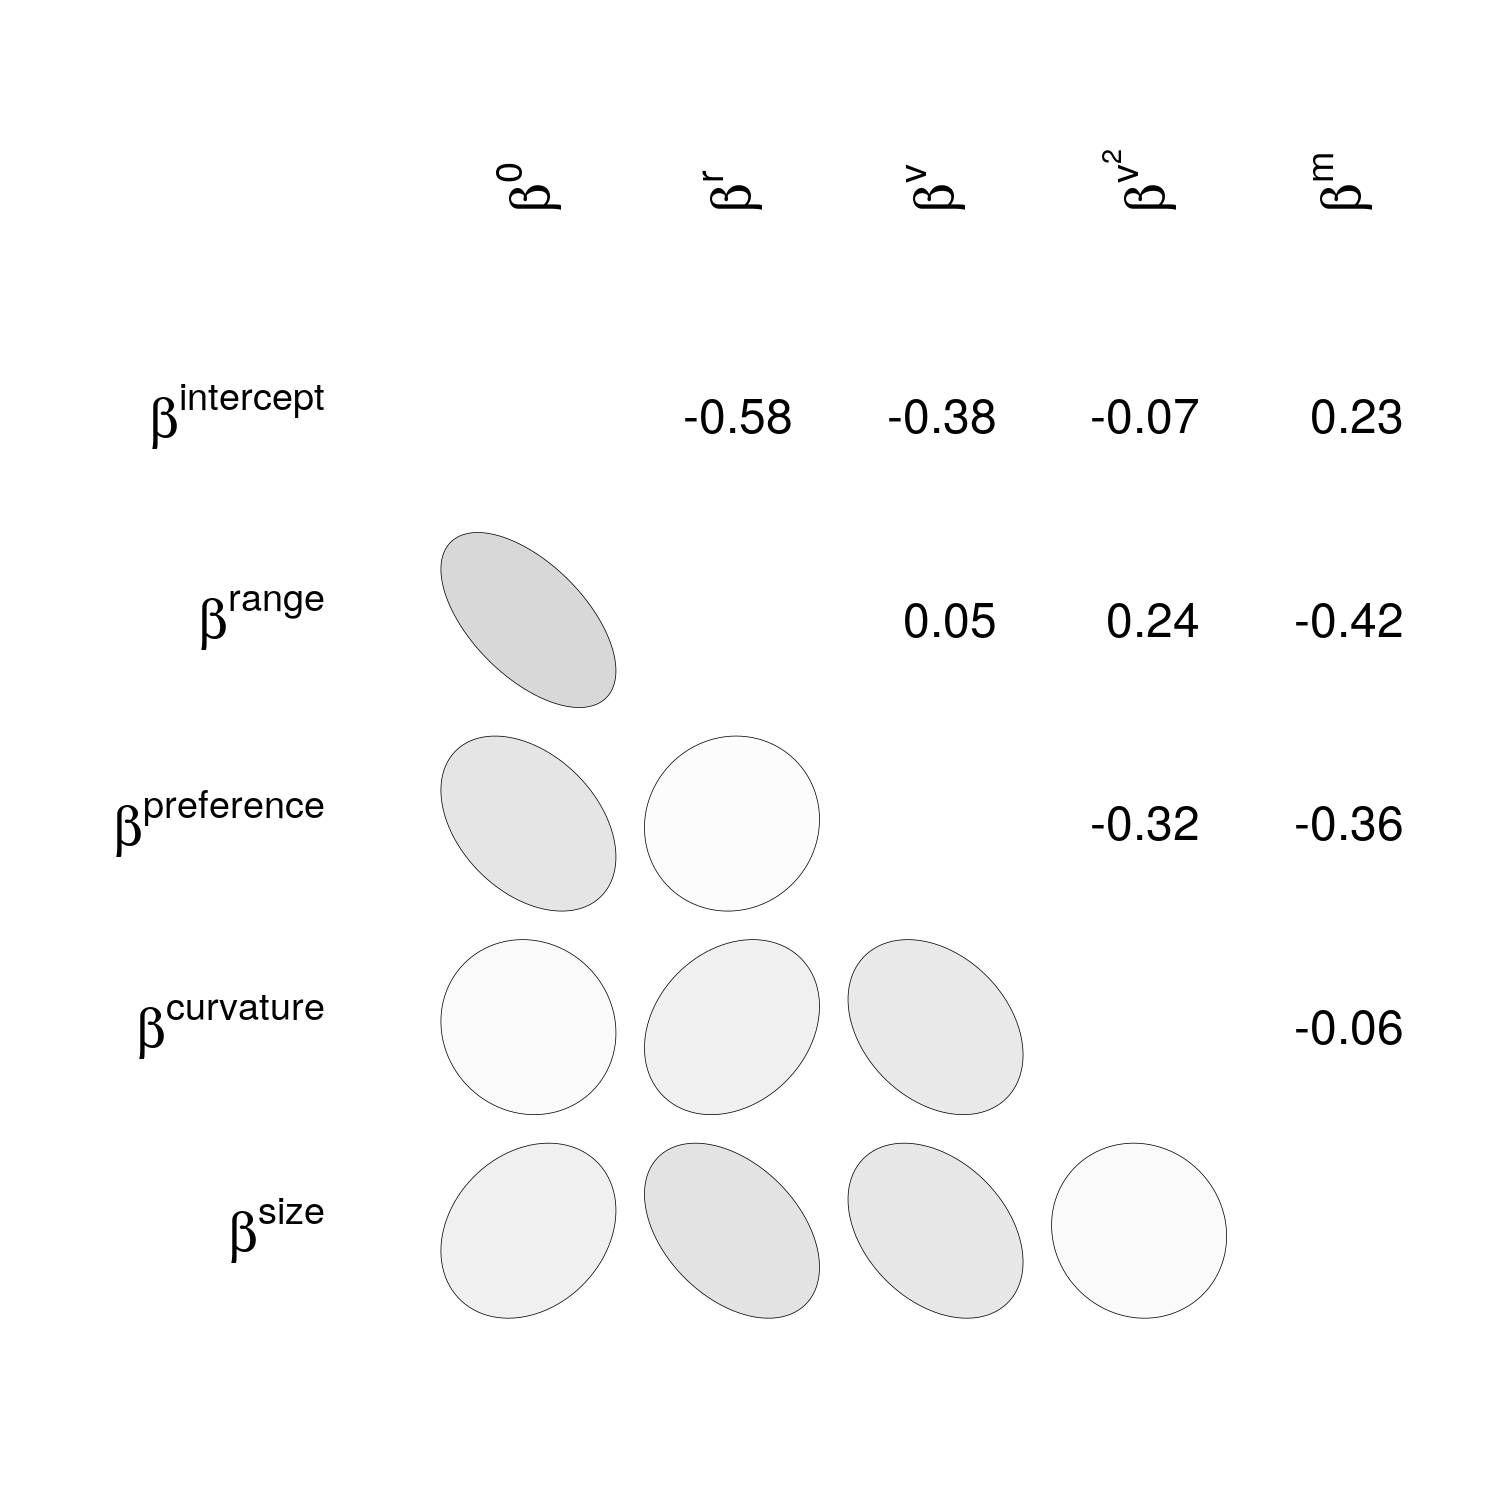 β⁰ βʳ βᵛ βᵛ² βᵐ
βⁱⁿᵗᵉʳᶜᵉᵖᵗ -0.58 -0.38 -0.07 0.23
βʳᵃⁿᵍᵉ 0.05 0.24 -0.42
βᵖʳᵉᶠᵉʳᵉⁿᶜᵉ -0.32 -0.36
βᶜᵘʳᵛᵃᵗᵘʳᵉ -0.06
βˢⁱᶻᵉ